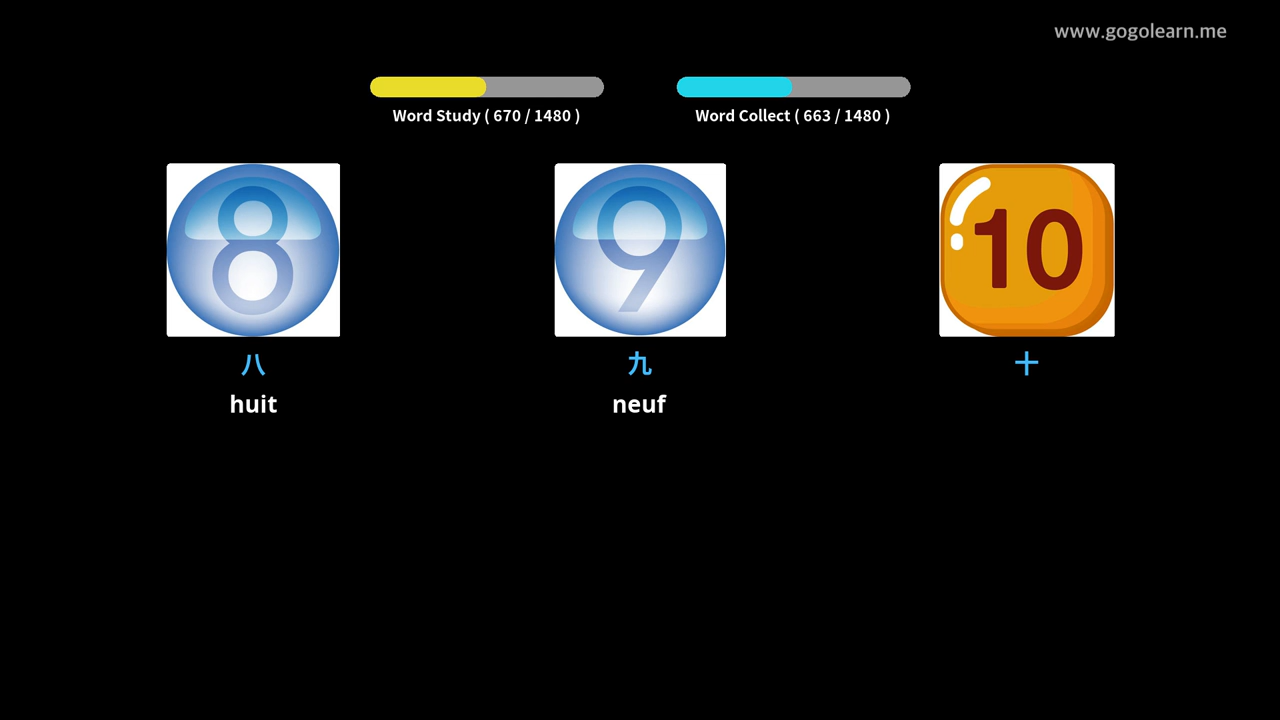 www.gogolearn.me
Word Study ( 670 / 1480 )
Word Collect ( 663 / 1480 )
8
9
10
八
九
十
huit
neuf